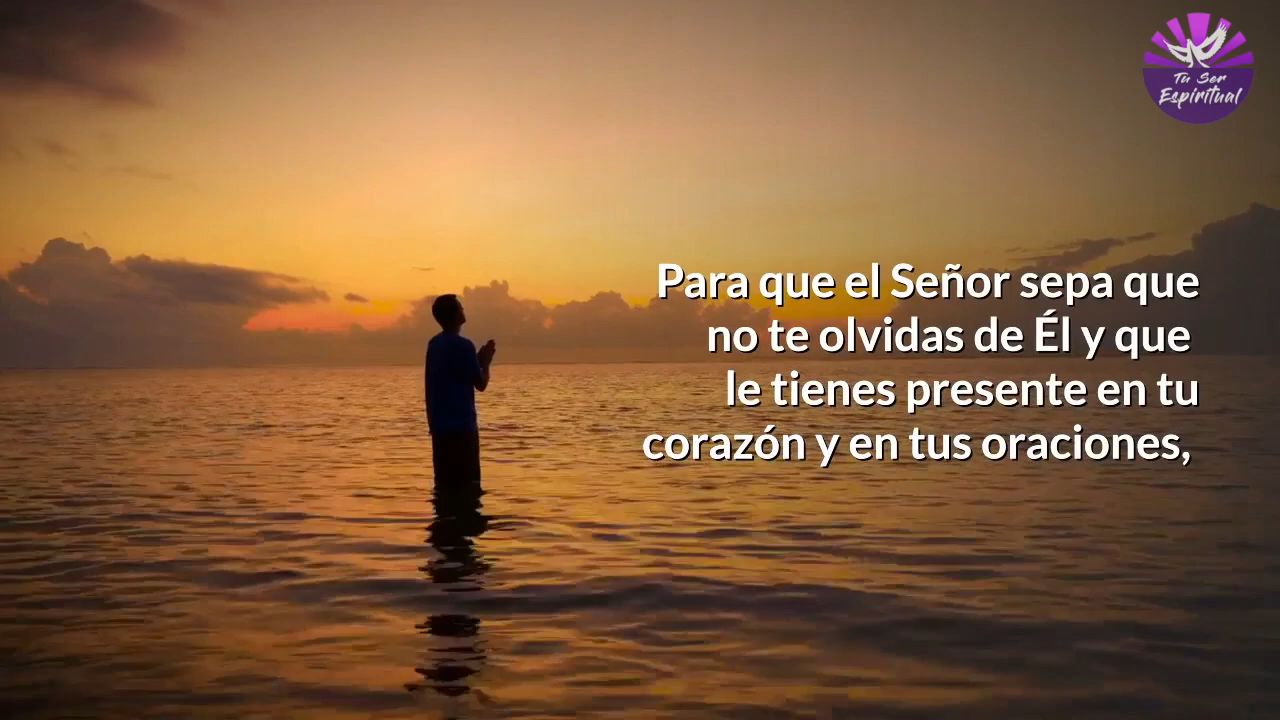 Tu Ser
Espiritual
Para que el Señor sepa que
no te olvidas de Él y que
le tienes presente en tu
corazón y en tus oraciones,